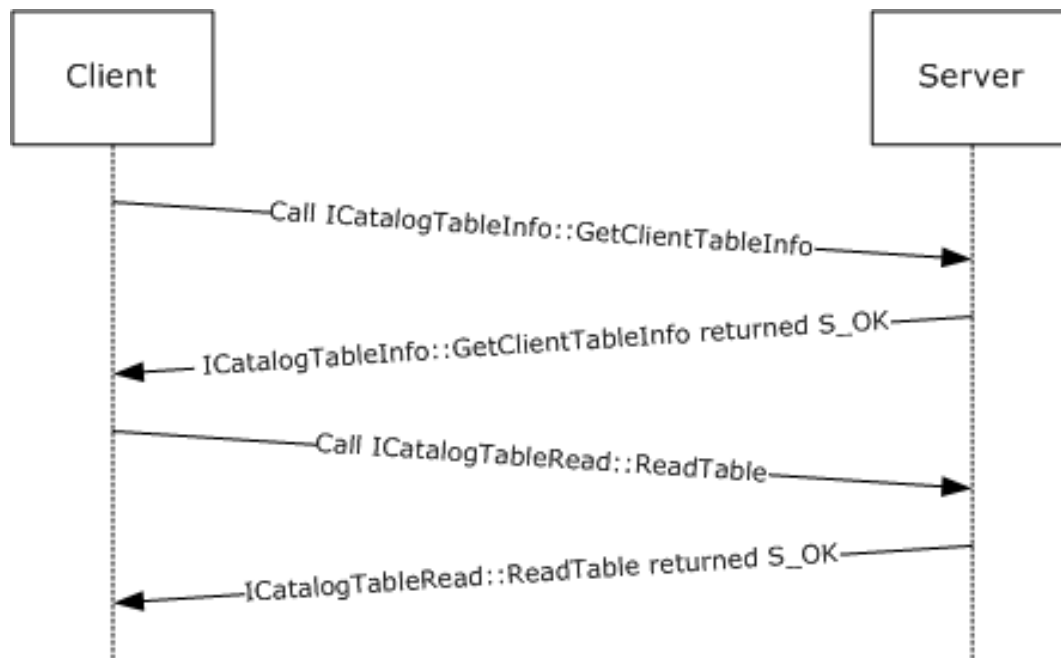 Client
Server
Call ICatalogTableInfo::GetClientTableInfo
ICatalogTableInfo::GetClientTableInfo returned S_OK
Call ICatalogTableRead::ReadTable
ICatalogTableRead::ReadTable returned S_OK